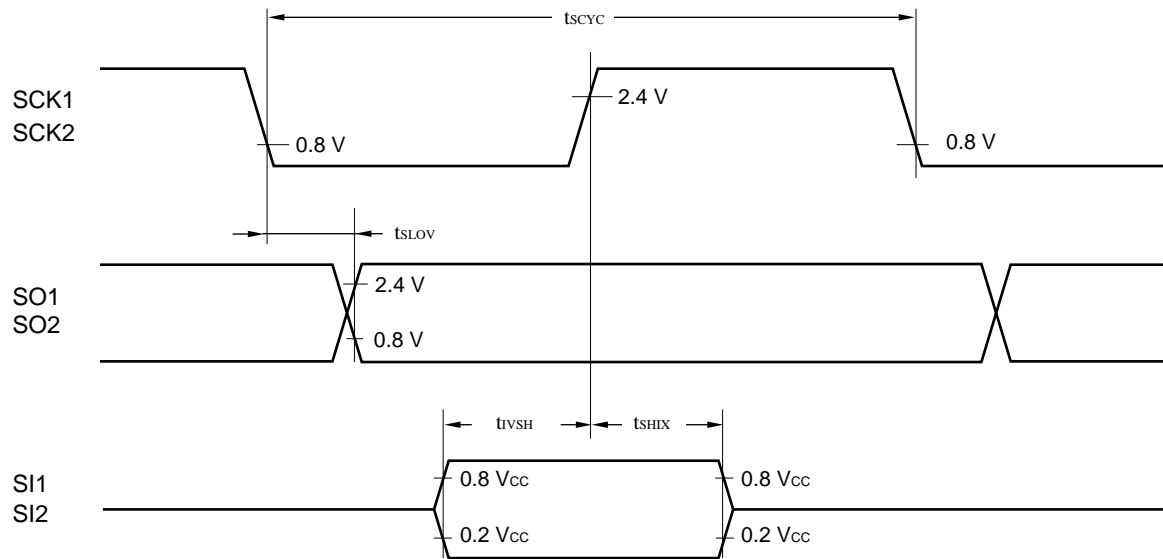 tSCYC
SCK1
SCK2
2.4 V
0.8 V
0.8 V
tSLOV
SO1
SO2
2.4 V
0.8 V
tIVSH
tSHIX
SI1
SI2
0.8 VCC
0.8 VCC
0.2 VCC
0.2 VCC